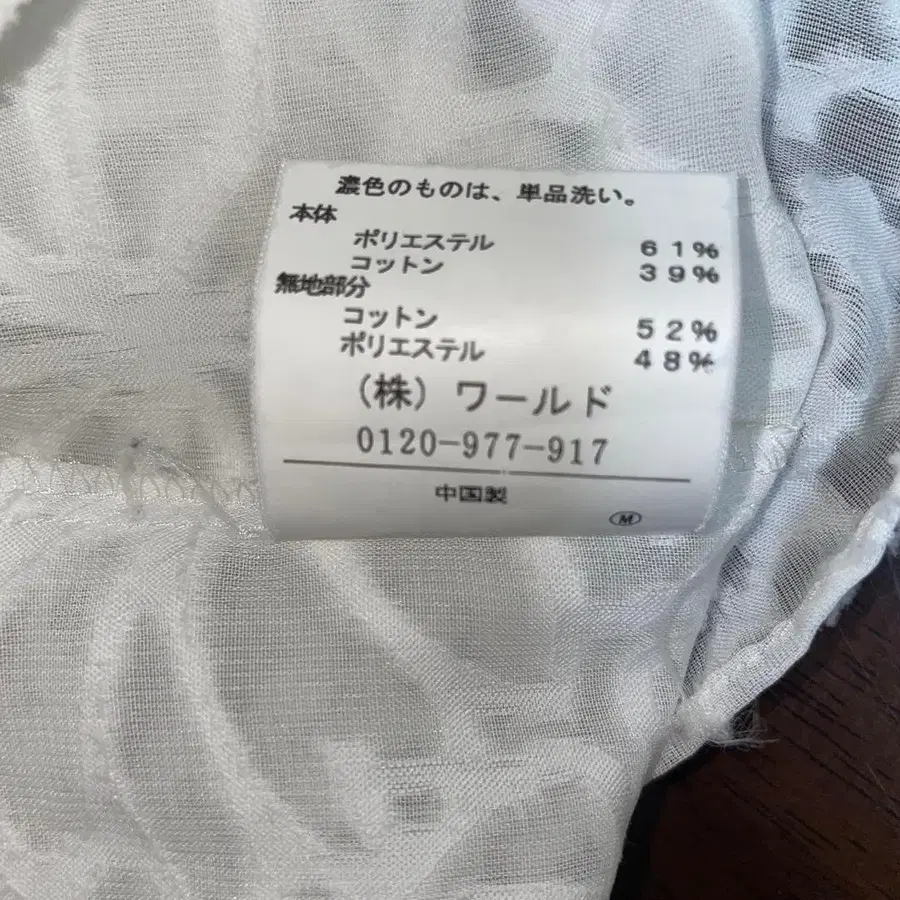 濃色のものは、単品洗い。
本体
ポリエステル 61%
コットン 39%
無地部分
コットン 52%
ポリエステル 48%
(株)ワールド
0120-977-917
中国製
M